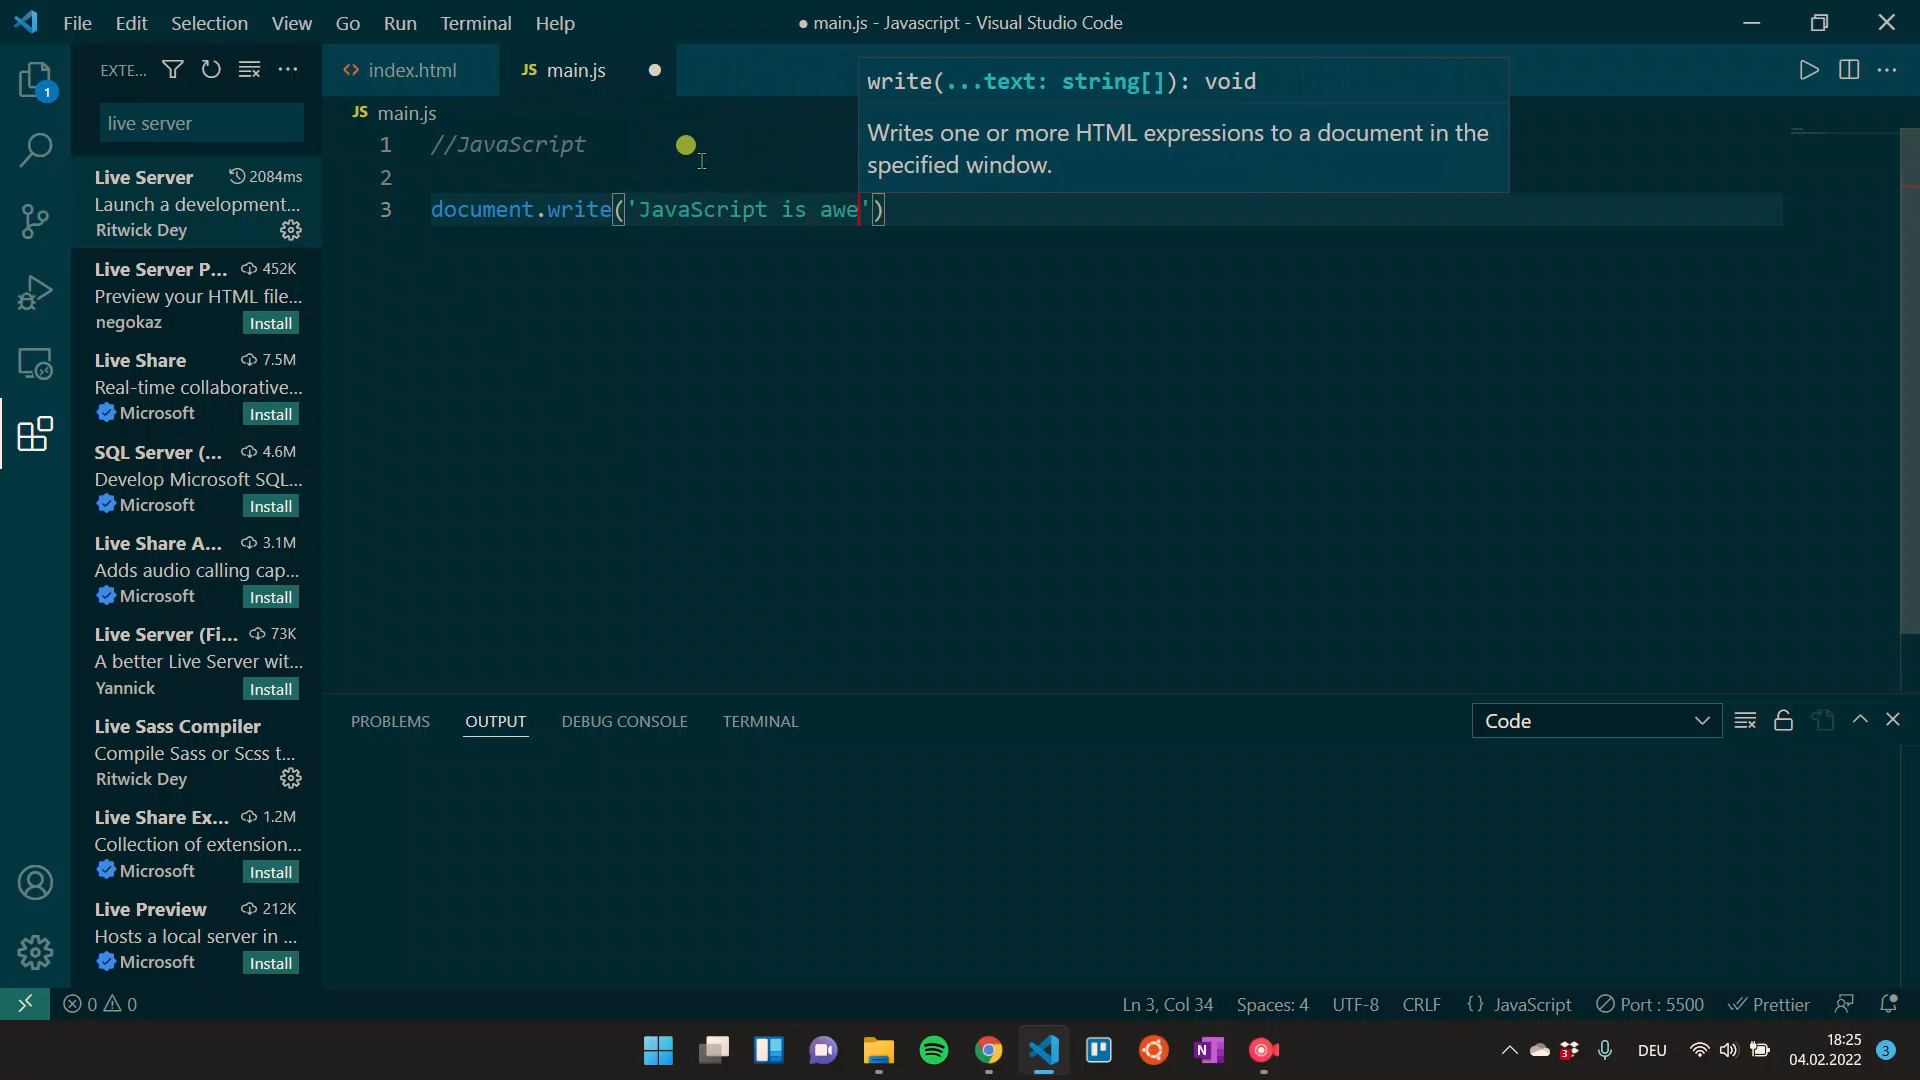 File Edit Selection View Go Run Terminal Help
● main.js - Javascript - Visual Studio Code
EXTE...
index.html
JS main.js
write(...text: string[]): void
Writes one or more HTML expressions to a document in the
specified window.
live server
JS main.js
1 //JavaScript
2
3 document.write('JavaScript is awe')
1
Live Server 2084ms
Launch a development...
Ritwick Dey
Live Server P... 452K
Preview your HTML file...
negokaz Install
Live Share 7.5M
Real-time collaborative...
Microsoft Install
SQL Server (... 4.6M
Develop Microsoft SQL...
Microsoft Install
Live Share A... 3.1M
Adds audio calling cap...
Microsoft Install
Live Server (Fi... 73K
A better Live Server wit...
Yannick Install
Live Sass Compiler
Compile Sass or Scss t...
Ritwick Dey
Live Share Ex... 1.2M
Collection of extension...
Microsoft Install
Live Preview 212K
Hosts a local server in ...
Microsoft Install
PROBLEMS OUTPUT DEBUG CONSOLE TERMINAL
Code
0 0
Ln 3, Col 34 Spaces: 4 UTF-8 CRLF {} JavaScript Port : 5500 Prettier
N
3
DEU
18:25
04.02.2022
3